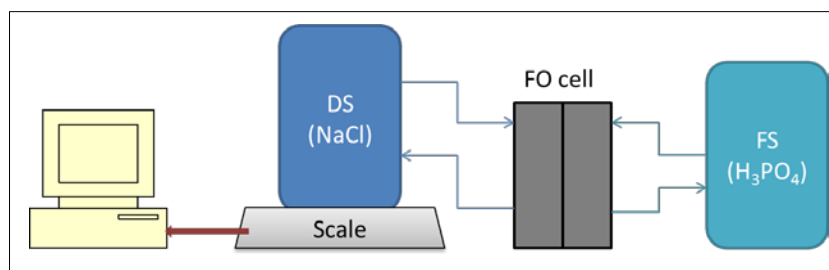 DS
(NaCl)
Scale
FO cell
FS
(H₃PO₄)